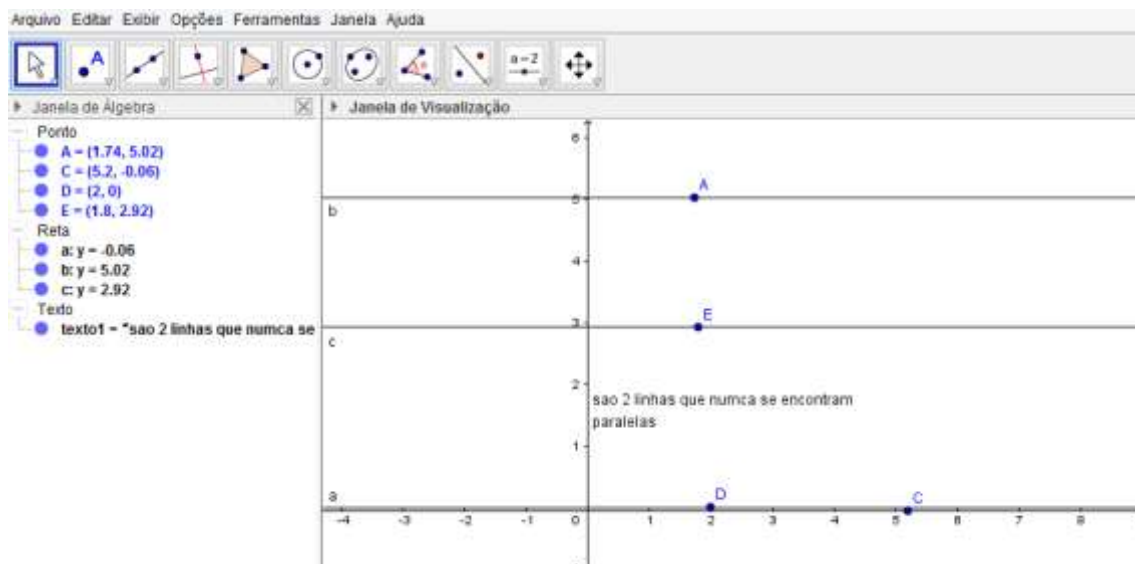 Arquivo Editar Exibir Opções Ferramentas Janela Ajuda
A
a=2
Janela de Álgebra
Janela de Visualização
Ponto
A = (1.74, 5.02)
C = (5.2, -0.06)
D = (2, 0)
E = (1.8, 2.92)
Reta
a: y = -0.06
b: y = 5.02
c: y = 2.92
Texto
texto1 = "sao 2 linhas que numca se
6
A
5
b
4
E
3
c
2
sao 2 linhas que numca se encontram
paralelas
1
a
D
C
-4 -3 -2 -1 0 1 2 3 4 5 6 7 8